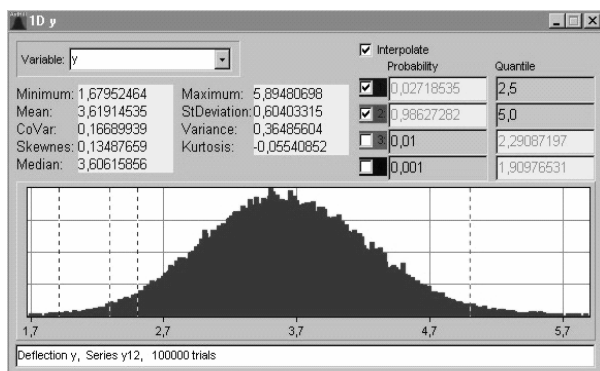 1D y
Variable: y
Interpolate
Probability Quantile
Minimum: 1,67952464 Maximum: 5,89480698
Mean: 3,61914535 StDeviation: 0,60403315
CoVar: 0,16689939 Variance: 0,36485604
Skewnes: 0,13487659 Kurtosis: -0,05540852
Median: 3,60615856
0,02718535 2,5
2: 0,98627282 5,0
3: 0,01 2,29087197
0,001 1,90976531
1,7 2,7 3,7 4,7 5,7
Deflection y, Series y12, 100000 trials